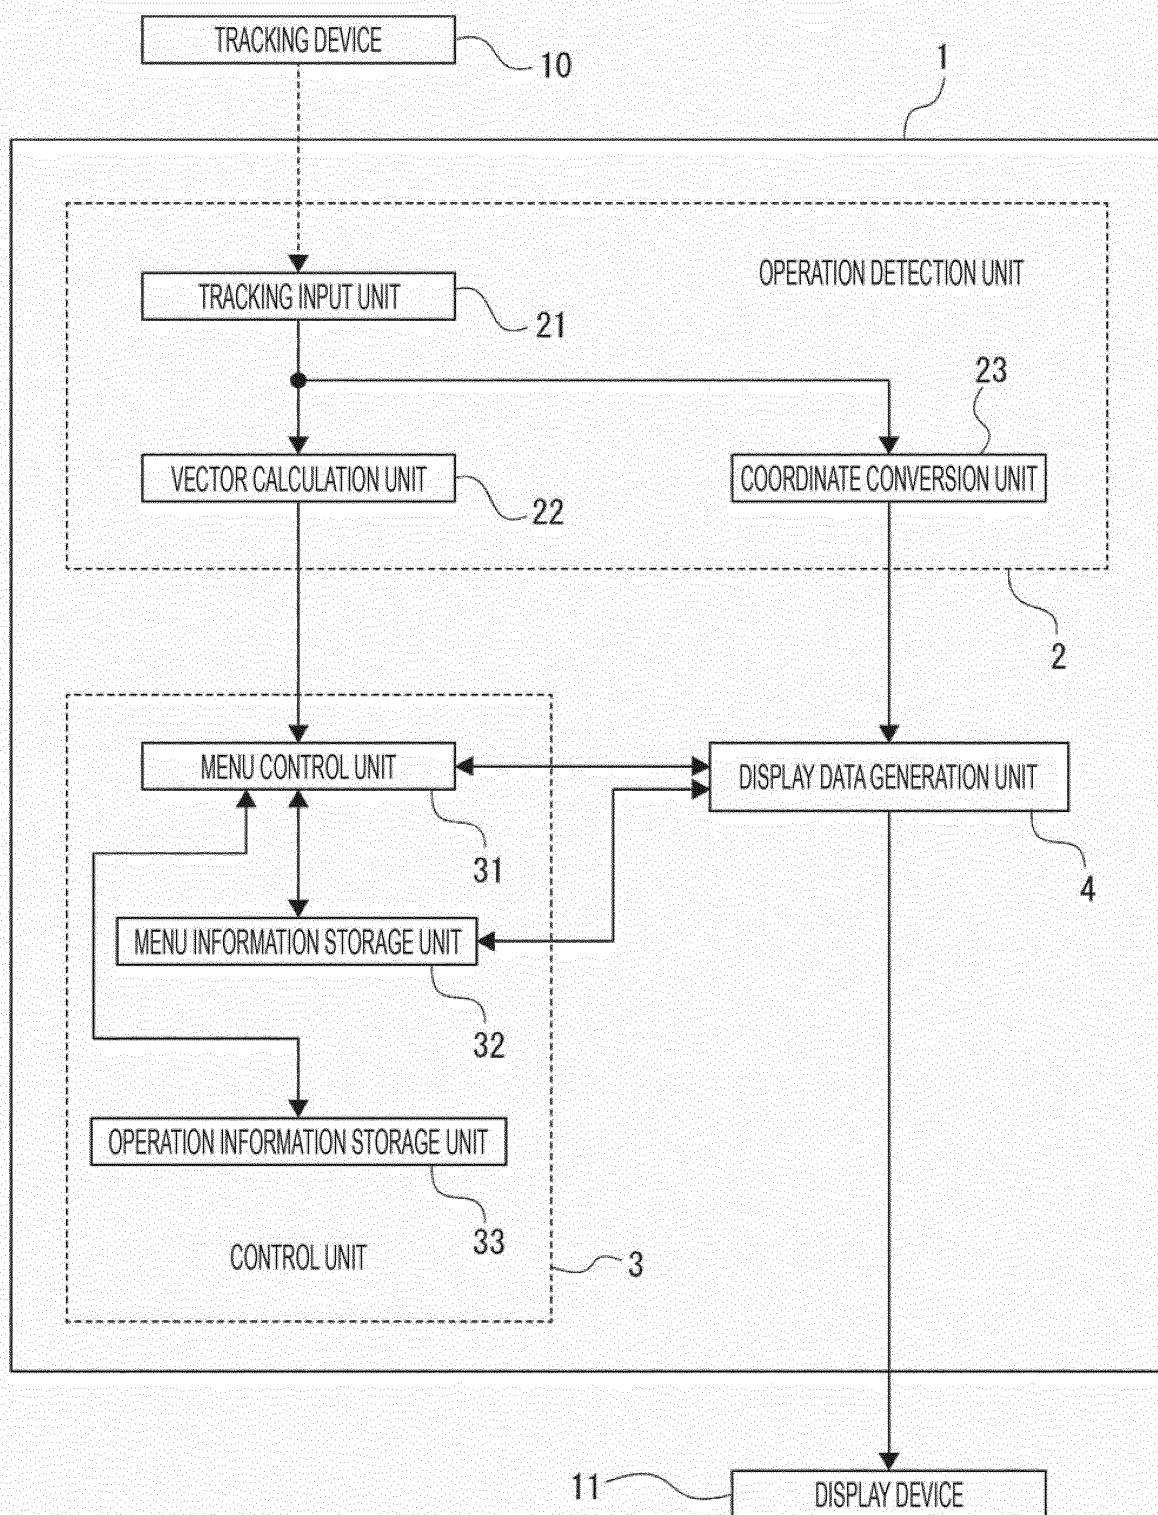 TRACKING DEVICE
10
1
OPERATION DETECTION UNIT
TRACKING INPUT UNIT
21
23
VECTOR CALCULATION UNIT
22
COORDINATE CONVERSION UNIT
2
MENU CONTROL UNIT
31
DISPLAY DATA GENERATION UNIT
4
MENU INFORMATION STORAGE UNIT
32
OPERATION INFORMATION STORAGE UNIT
33
CONTROL UNIT
3
11
DISPLAY DEVICE